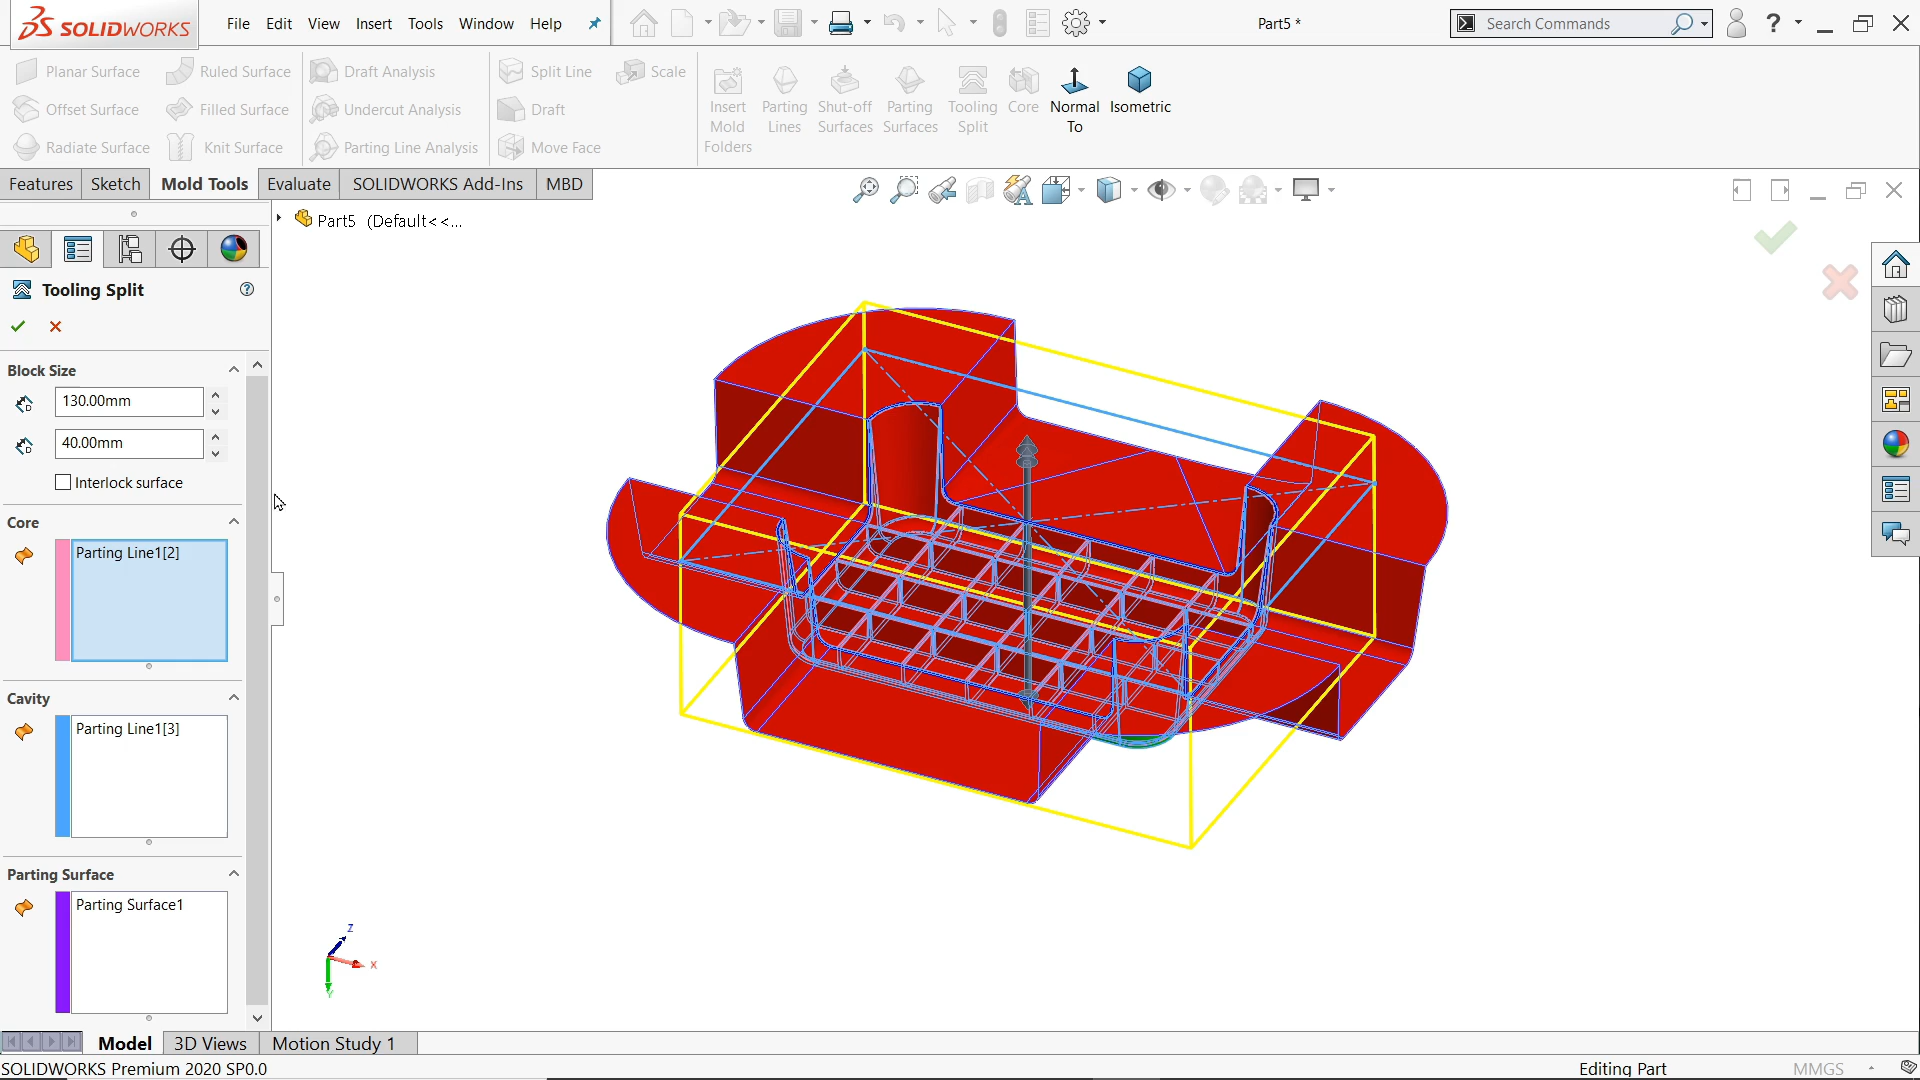 SOLIDWORKS File Edit View Insert Tools Window Help Part5 * Search Commands ?
Planar Surface Ruled Surface Draft Analysis Split Line Scale
Offset Surface Filled Surface Undercut Analysis Draft
Radiate Surface Knit Surface Parting Line Analysis Move Face
Insert Mold Folders
Parting Lines
Shut-off Surfaces
Parting Surfaces
Tooling Split
Core
Normal To
Isometric
Features Sketch Mold Tools Evaluate SOLIDWORKS Add-Ins MBD
Part5 (Default<<...
Tooling Split
Block Size
130.00mm
40.00mm
Interlock surface
Core
Parting Line1[2]
Cavity
Parting Line1[3]
Parting Surface
Parting Surface1
Z
X
Y
Model 3D Views Motion Study 1
SOLIDWORKS Premium 2020 SP0.0 Editing Part MMGS